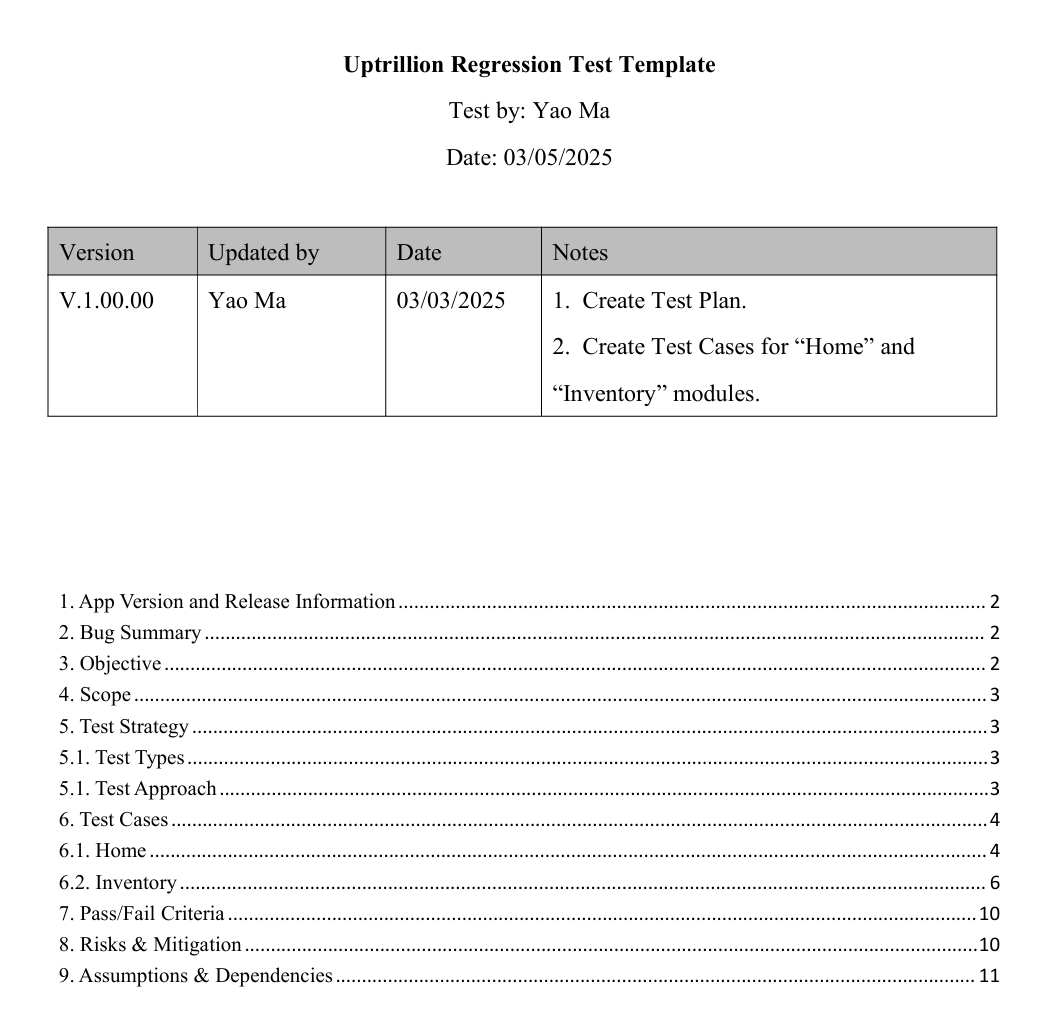 Uptrillion Regression Test Template
Test by: Yao Ma
Date: 03/05/2025
Version Updated by Date Notes
V.1.00.00 Yao Ma 03/03/2025 1. Create Test Plan.
2. Create Test Cases for “Home” and
“Inventory” modules.
1. App Version and Release Information 2
2. Bug Summary 2
3. Objective 2
4. Scope 3
5. Test Strategy 3
5.1. Test Types 3
5.1. Test Approach 3
6. Test Cases 4
6.1. Home 4
6.2. Inventory 6
7. Pass/Fail Criteria 10
8. Risks & Mitigation 10
9. Assumptions & Dependencies 11